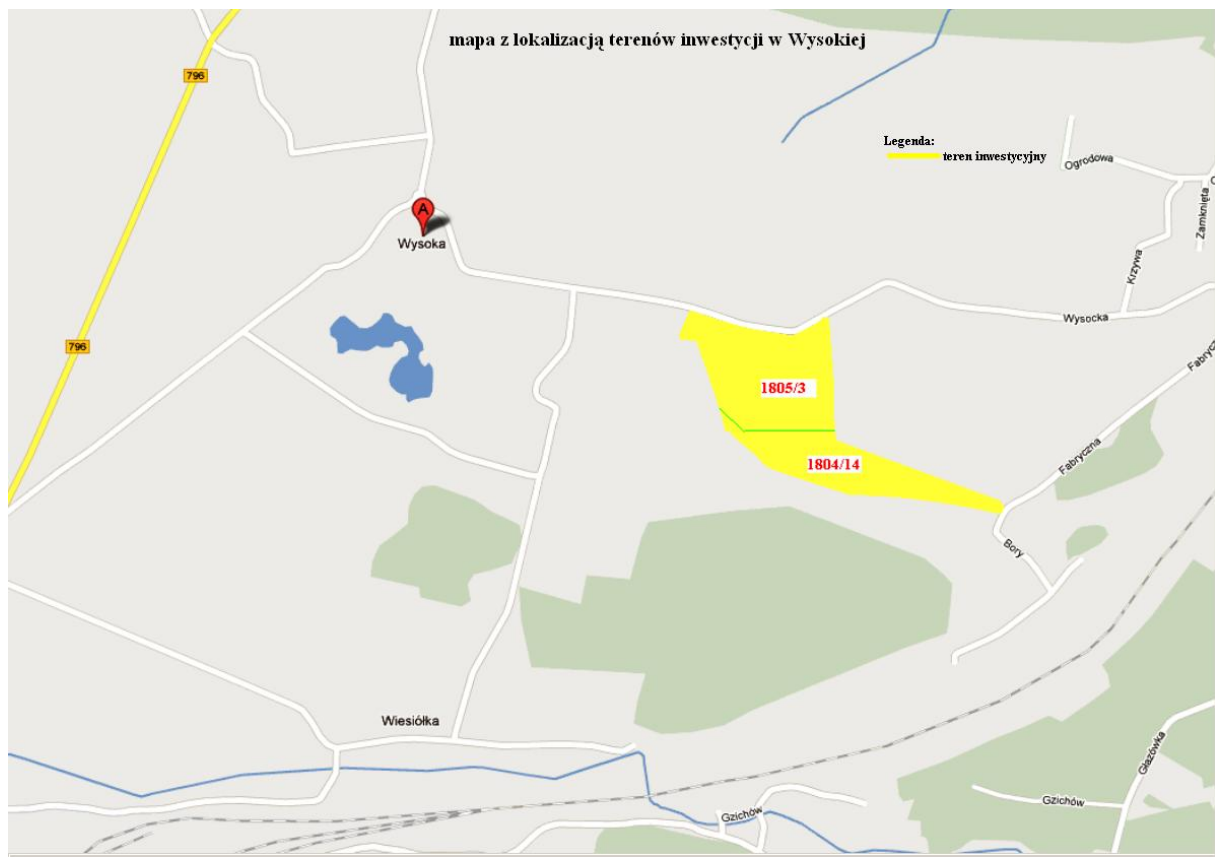 mapa z lokalizacją terenów inwestycji w Wysokiej
796
Legenda:
teren inwestycyjny
Ogrodowa
Zamknięta
A
Wysoka
Krzywa
Wysocka
796
Fabryczna
1805/3
Fabryczna
1804/14
Bory
Wiesiółka
Głazówka
Gzichów
Gzichów